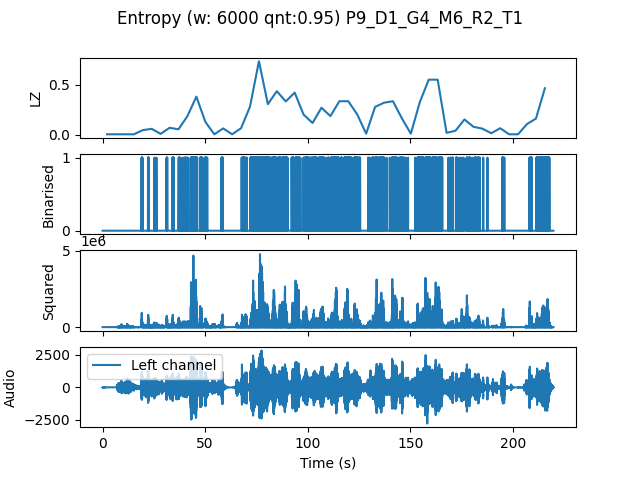 Entropy (w: 6000 qnt:0.95) P9_D1_G4_M6_R2_T1
LZ
0.5
0.0
Binarised
1
0
1e6
Squared
5
0
Audio
2500
0
−2500
Left channel
0
50
100
150
200
Time (s)